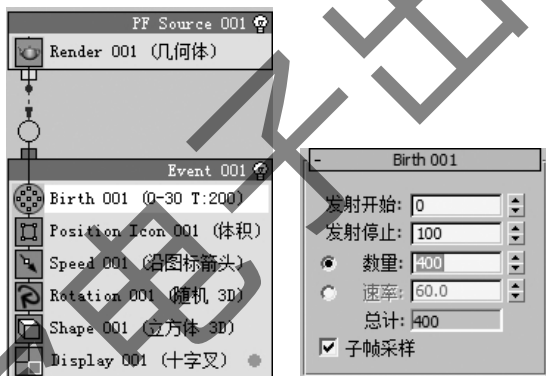 PF Source 001
Render 001 (几何体)
Event 001
Birth 001 (0-30 T:200)
Position Icon 001 (体积)
Speed 001 (沿图标箭头)
Rotation 001 (随机 3D)
Shape 001 (立方体 3D)
Display 001 (十字叉)
- Birth 001
发射开始: 0
发射停止: 100
数量: 400
速率: 60.0
总计: 400
子帧采样